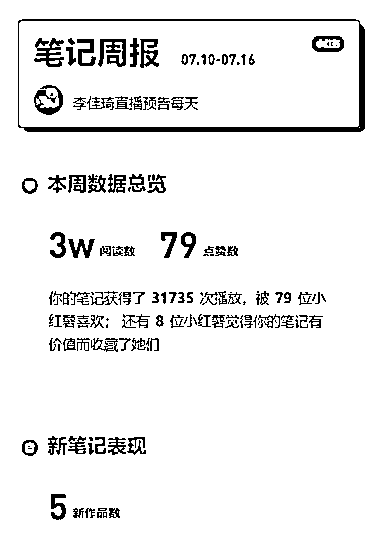 笔记周报 07.10-07.16
李佳琦直播预告每天
本周数据总览
3w 阅读数 79 点赞数
你的笔记获得了 31735 次播放，被 79 位小
红薯喜欢； 还有 8 位小红薯觉得你的笔记有
价值而收藏了她们
新笔记表现
5 新作品数